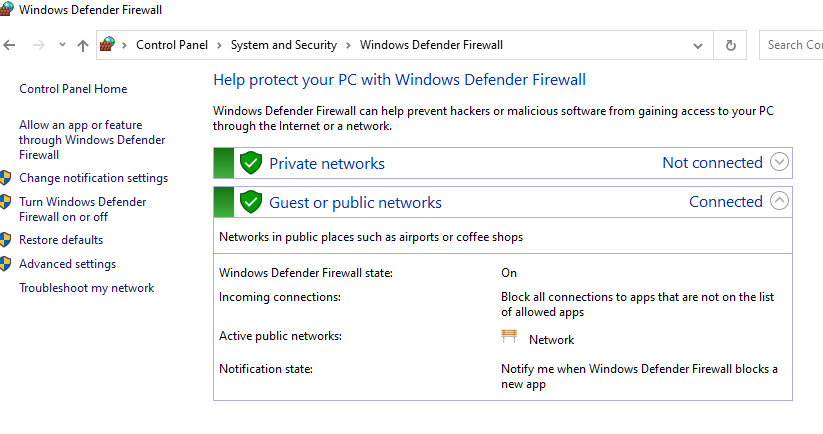 Windows Defender Firewall
Control Panel > System and Security > Windows Defender Firewall
Search Co
Control Panel Home
Allow an app or feature
through Windows Defender
Firewall
Change notification settings
Turn Windows Defender
Firewall on or off
Restore defaults
Advanced settings
Troubleshoot my network
Help protect your PC with Windows Defender Firewall
Windows Defender Firewall can help prevent hackers or malicious software from gaining access to your PC
through the Internet or a network.
Private networks Not connected
Guest or public networks Connected
Networks in public places such as airports or coffee shops
Windows Defender Firewall state: On
Incoming connections: Block all connections to apps that are not on the list
of allowed apps
Active public networks: Network
Notification state: Notify me when Windows Defender Firewall blocks a
new app